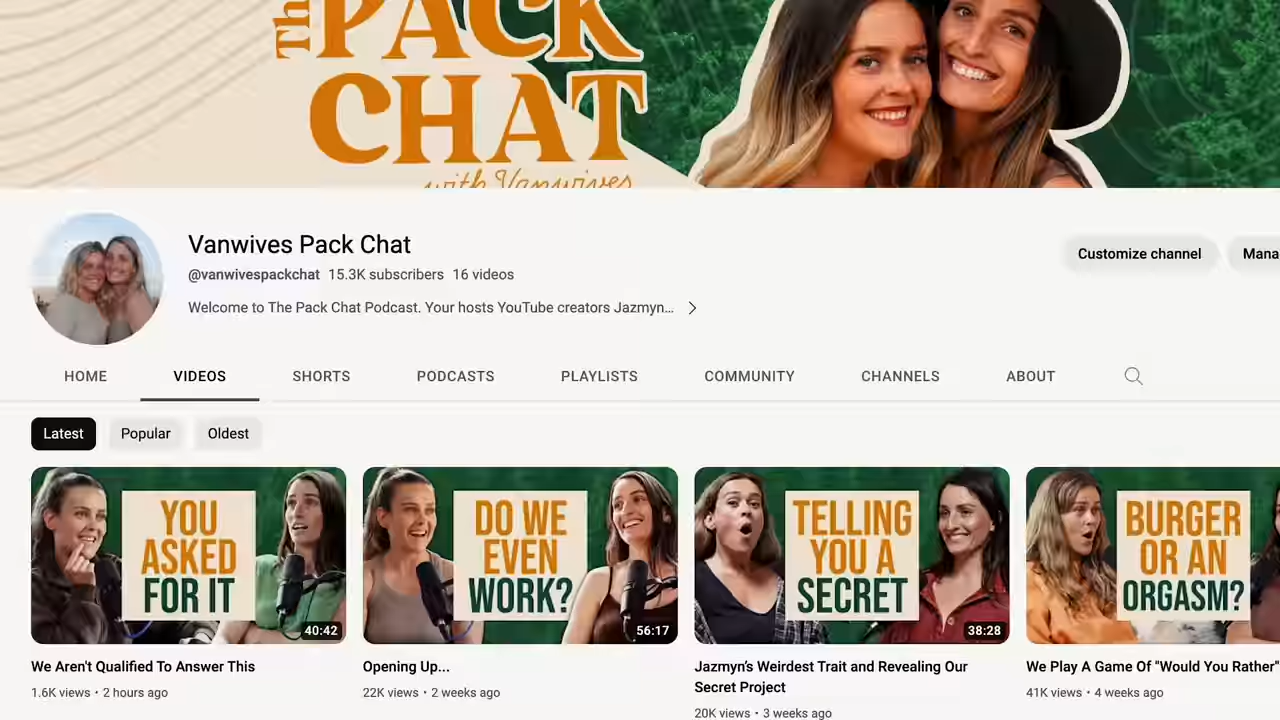 The PACK
CHAT
with Vanwives
Vanwives Pack Chat
@vanwivespackchat 15.3K subscribers 16 videos
Welcome to The Pack Chat Podcast. Your hosts YouTube creators Jazmyn...
Customize channel
Mana
HOME VIDEOS SHORTS PODCASTS PLAYLISTS COMMUNITY CHANNELS ABOUT
Latest Popular Oldest
YOU
ASKED
FOR IT
40:42
DO WE
EVEN
WORK?
56:17
TELLING
YOU A
SECRET
38:28
BURGER
OR AN
ORGASM?
We Aren't Qualified To Answer This
1.6K views • 2 hours ago
Opening Up...
22K views • 2 weeks ago
Jazmyn's Weirdest Trait and Revealing Our
Secret Project
20K views • 3 weeks ago
We Play A Game Of "Would You Rather"
41K views • 4 weeks ago